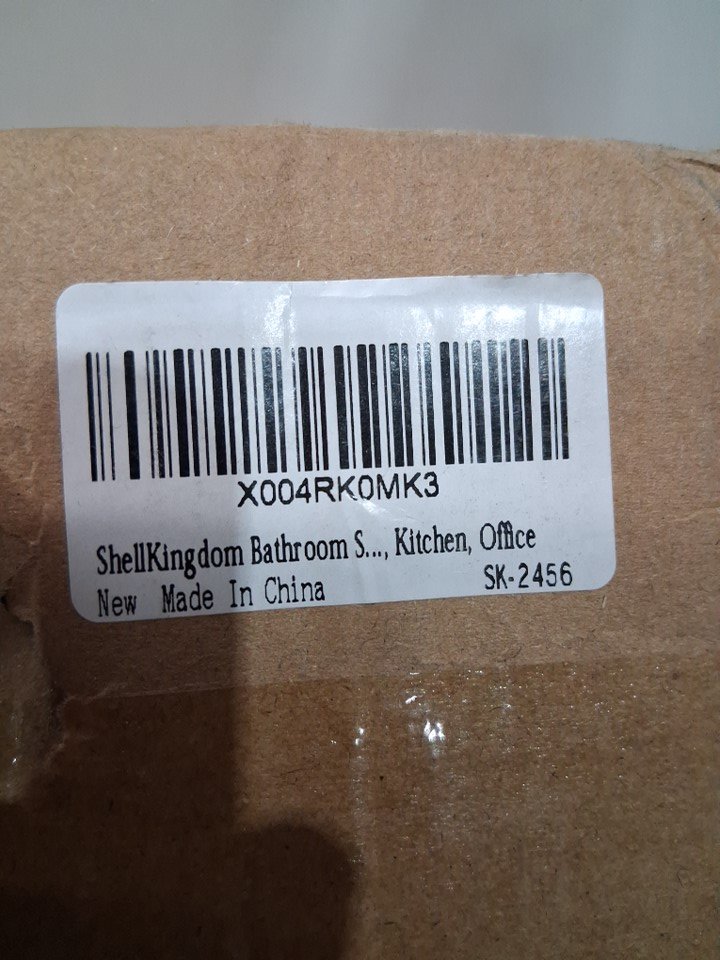 X004RK0MK3
ShellKingdom Bathroom S..., Kitchen, Office
New Made In China SK-2456